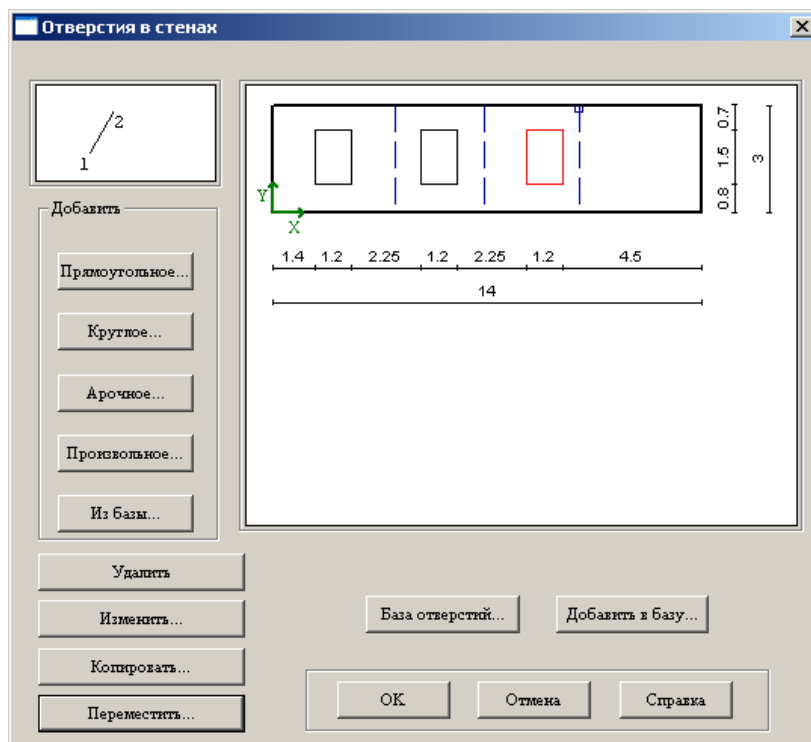 Отверстия в стенах
2
1
Добавить
Прямоугольное...
Круглое...
Арочное...
Произвольное...
Из базы...
Удалить
Изменить...
Копировать...
Переместить...
Y
X
0.7
1.5
0.8
3
1.4 1.2 2.25 1.2 2.25 1.2 4.5
14
База отверстий... Добавить в базу...
OK Отмена Справка